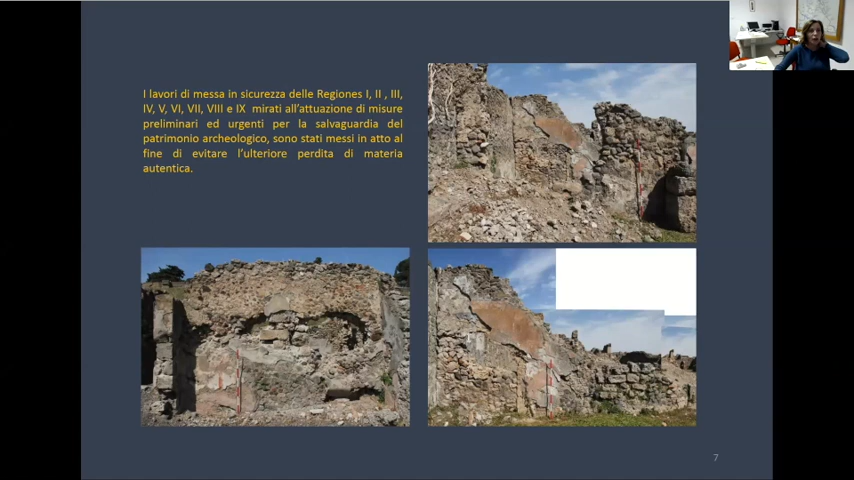 I lavori di messa in sicurezza delle Regiones I, II , III,
IV, V, VI, VII, VIII e IX mirati all’attuazione di misure
preliminari ed urgenti per la salvaguardia del
patrimonio archeologico, sono stati messi in atto al
fine di evitare l’ulteriore perdita di materia
autentica.
7